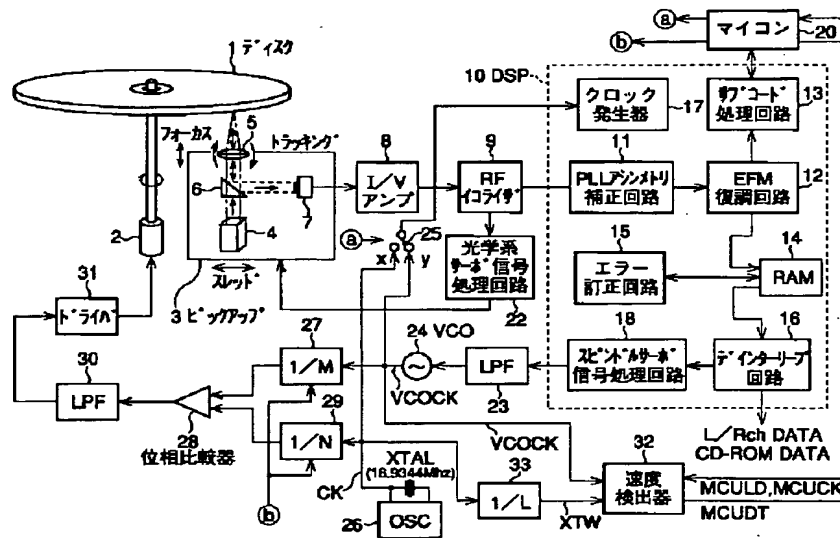 ⓐ
ⓑ
マイコン
20
1 ディスク
10 DSP
クロック
発生器
17
サブコード
処理回路
13
フォーカス
5
トラッキング
6
7
4
スレッド
3 ピックアップ
2
8
I/V
アンプ
9
RF
イコライザ
11
PLLアシンメトリ
補正回路
EFM
復調回路
12
ⓐ
25
x
y
光学系
サーボ信号
処理回路
22
15
エラー
訂正回路
14
RAM
31
ドライバ
30
LPF
27
1/M
24 VCO
VCOCK
LPF
23
18
スピンドルサーボ
信号処理回路
16
デインターリーブ
回路
28
位相比較器
29
1/N
VCOCK
L/Rch DATA
CD-ROM DATA
ⓑ
CK
XTAL
(16.9344Mhz)
26
OSC
33
1/L
XTW
32
速度
検出器
MCULD,MCUCK
MCUDT